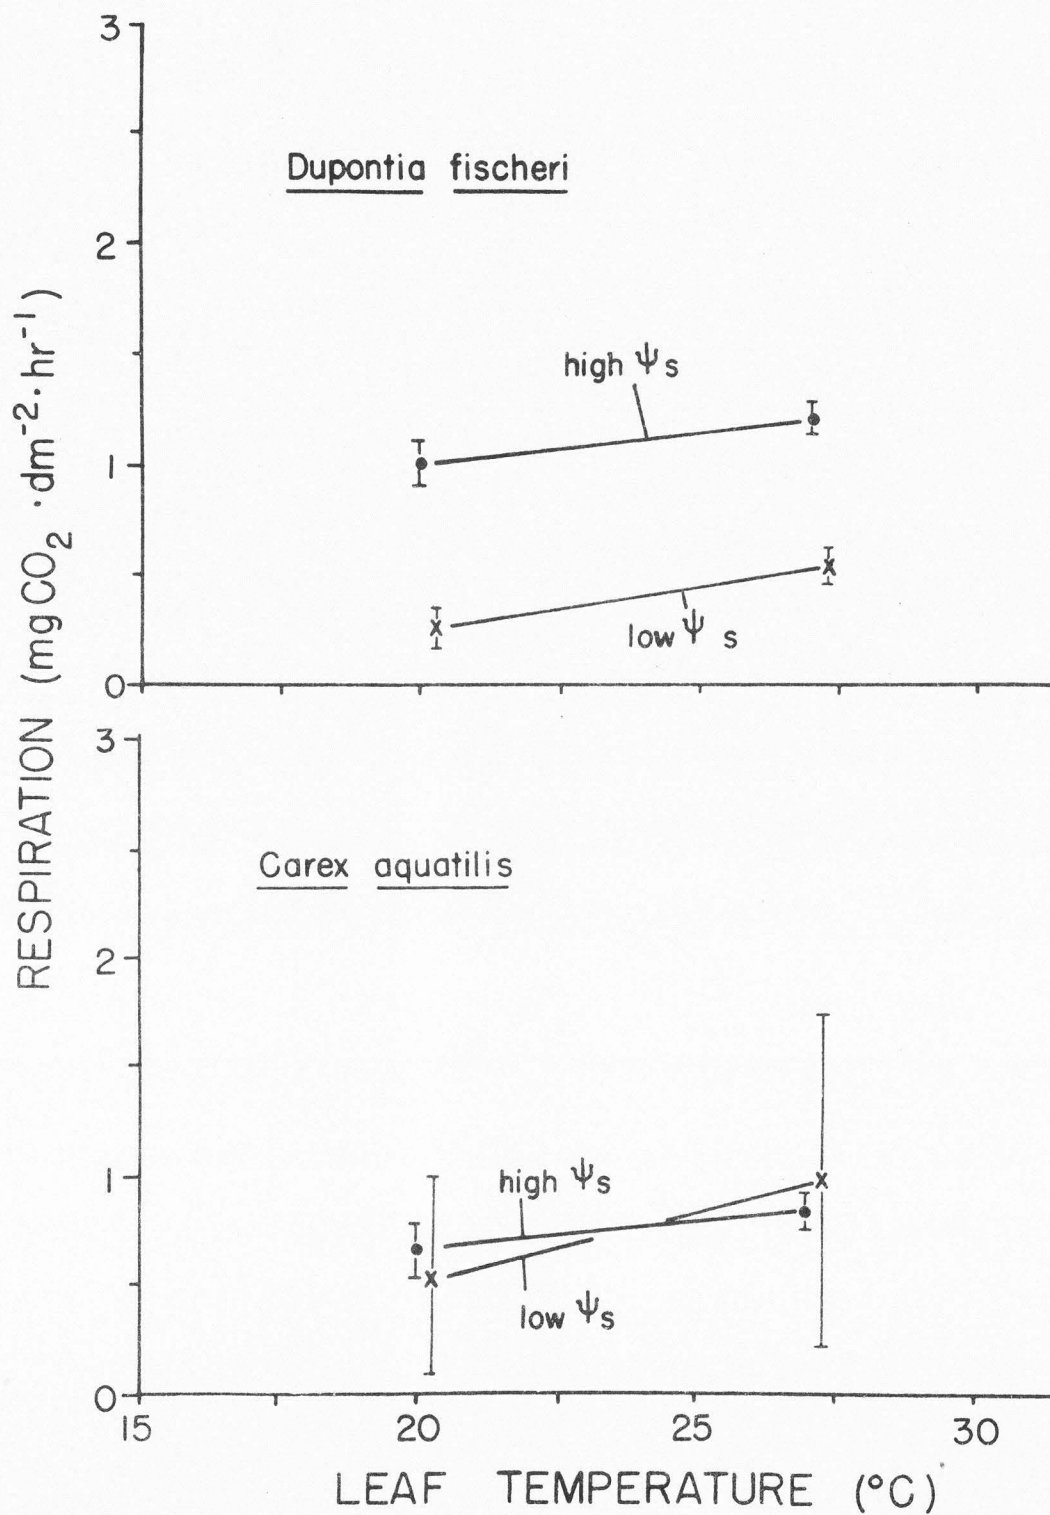 3
Dupontia fischeri
2
high Ψs
1
low Ψ s
0
RESPIRATION (mg CO₂ · dm⁻² · hr⁻¹)
3
Carex aquatilis
2
1
high Ψs
low Ψs
0
15 20 25 30
LEAF TEMPERATURE (°C)